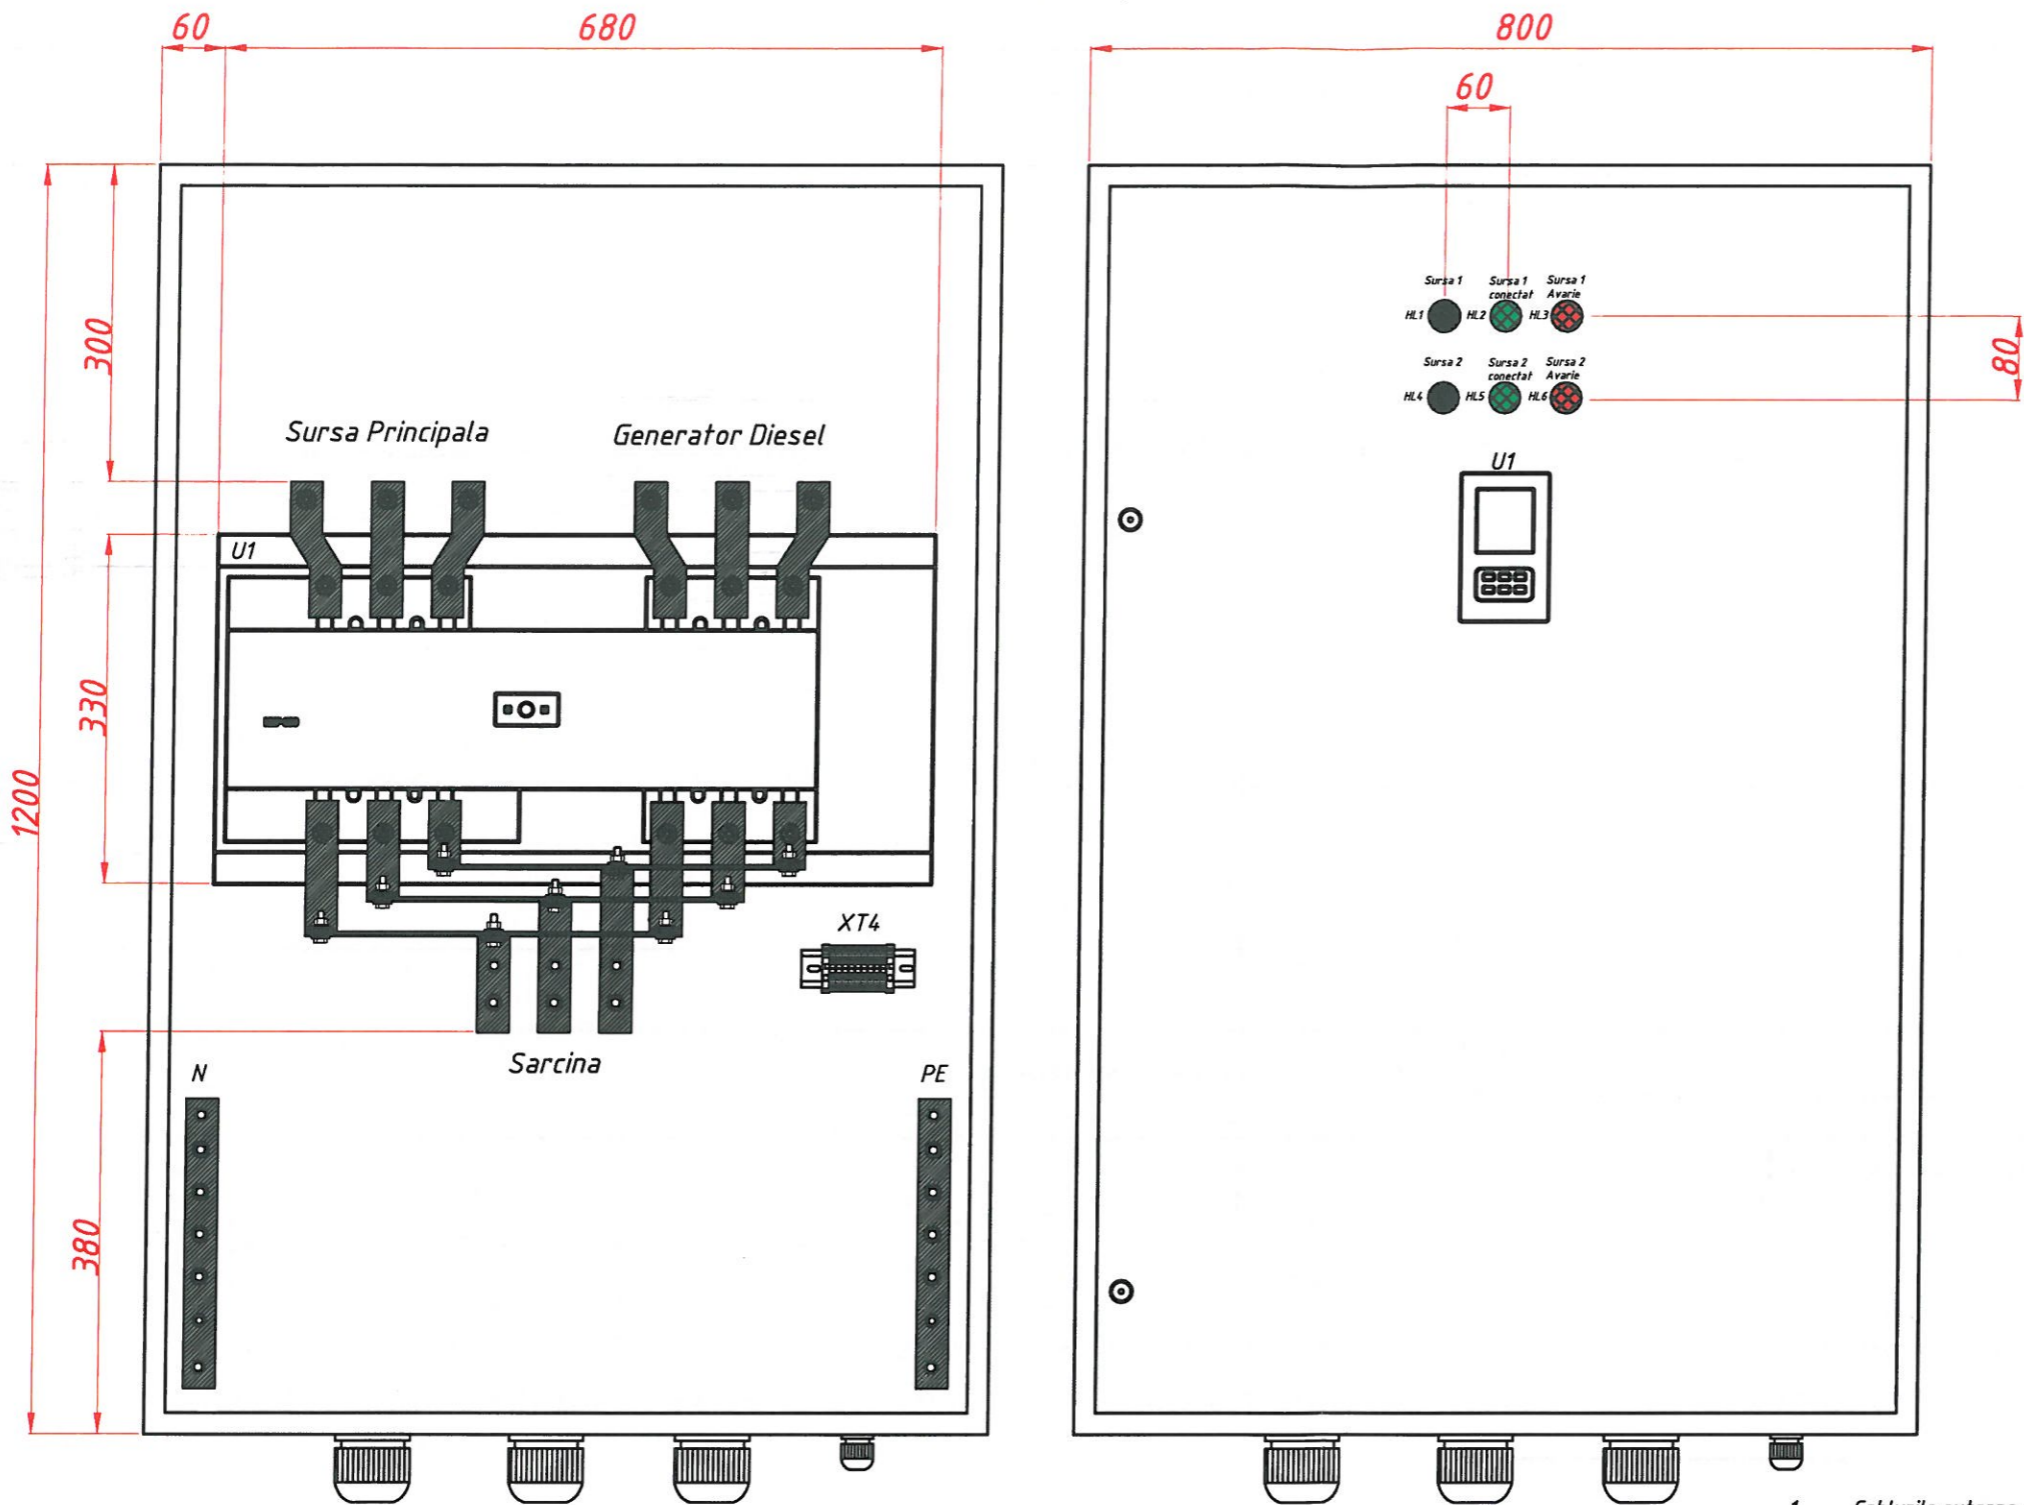 60
680
800
60
300
330
1200
380
80
Sursa Principala
Generator Diesel
U1
XT4
Sarcina
N
PE
Sursa 1
Sursa 1
conectat
Sursa 1
Avarie
HL1
HL2
HL3
Sursa 2
Sursa 2
conectat
Sursa 2
Avarie
HL4
HL5
HL6
U1